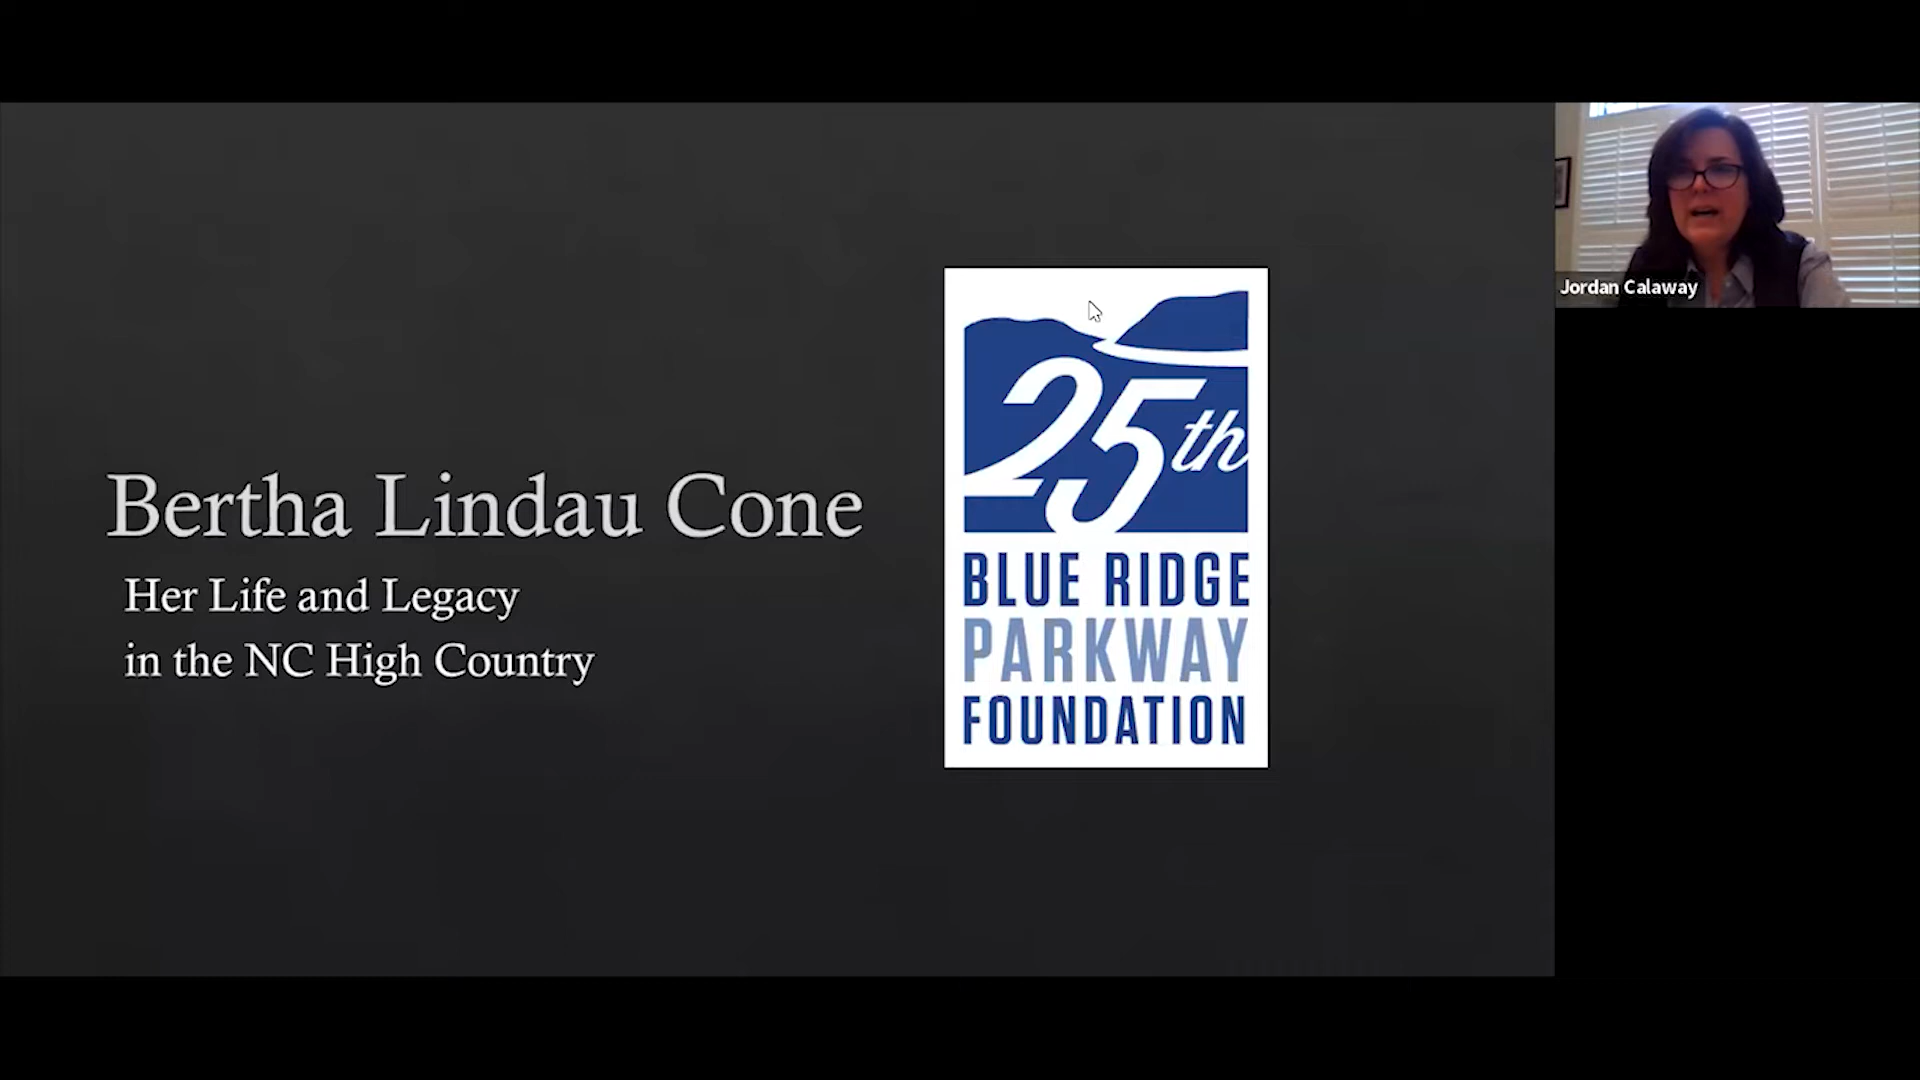 Bertha Lindau Cone
Her Life and Legacy
in the NC High Country
25th
BLUE RIDGE
PARKWAY
FOUNDATION
Jordan Calaway